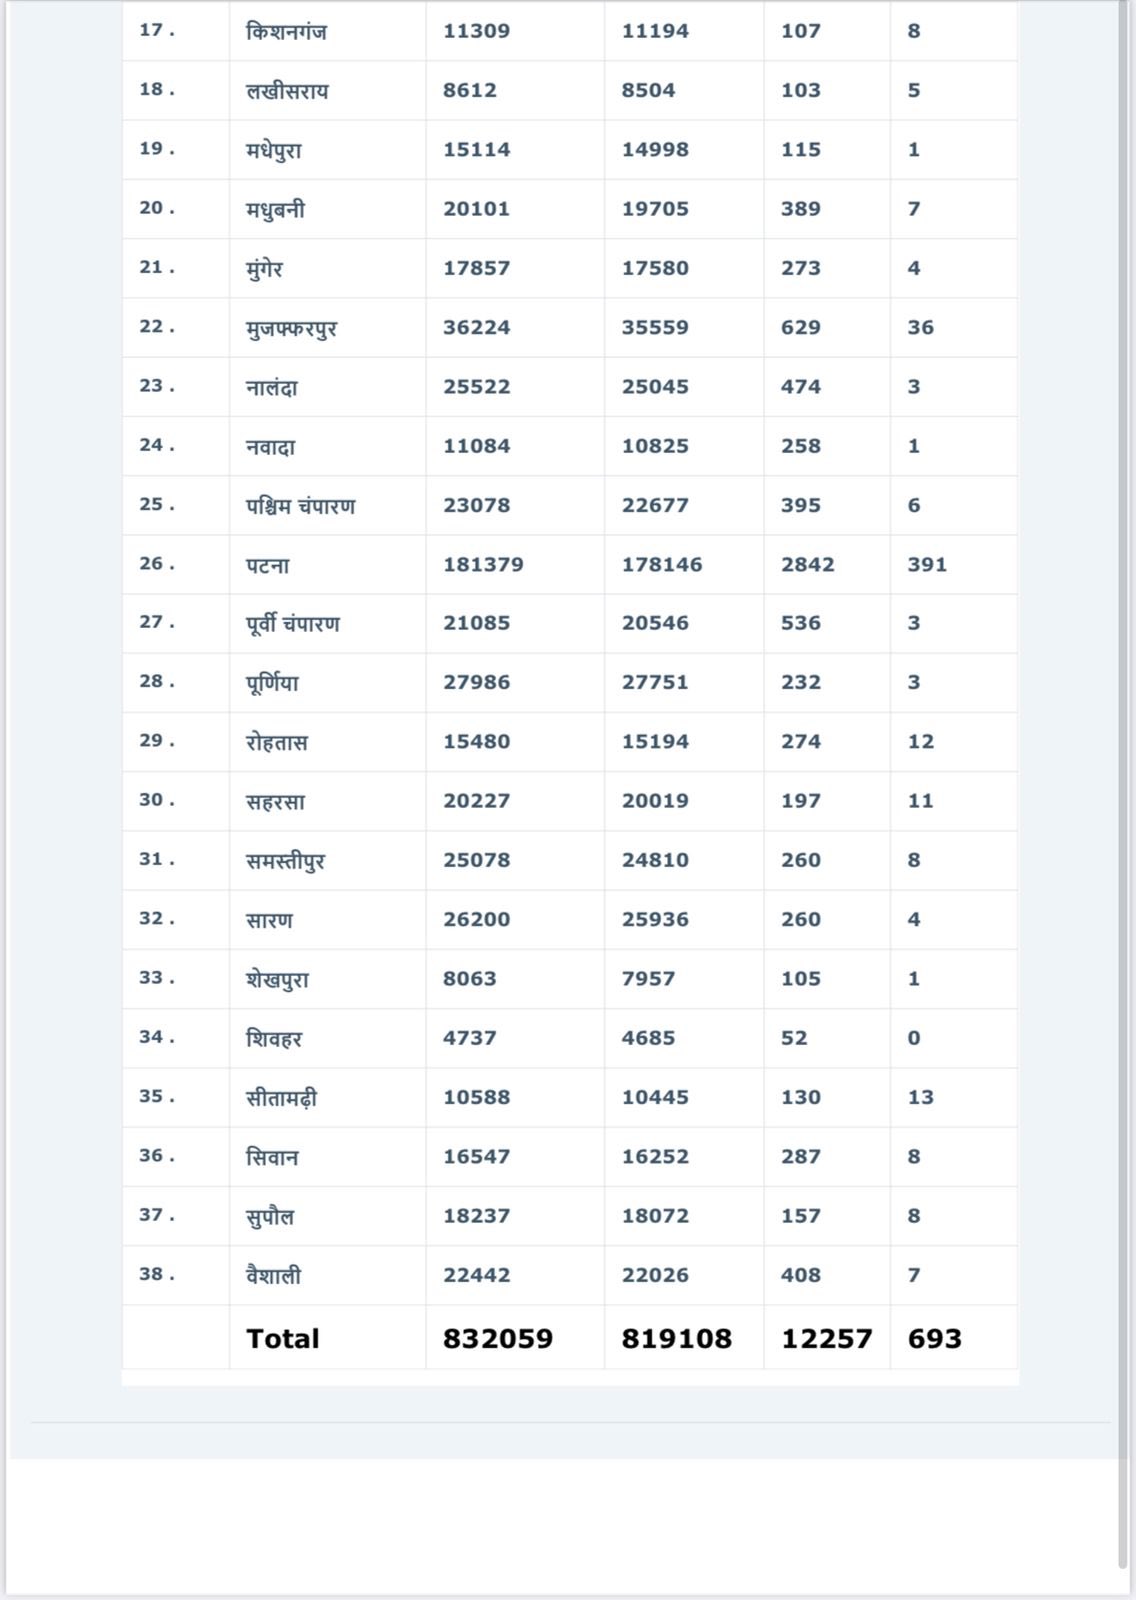 17 . किशनगंज 11309 11194 107 8
18 . लखीसराय 8612 8504 103 5
19 . मधेपुरा 15114 14998 115 1
20 . मधुबनी 20101 19705 389 7
21 . मुंगेर 17857 17580 273 4
22 . मुजफ्फरपुर 36224 35559 629 36
23 . नालंदा 25522 25045 474 3
24 . नवादा 11084 10825 258 1
25 . पश्चिम चंपारण 23078 22677 395 6
26 . पटना 181379 178146 2842 391
27 . पूर्वी चंपारण 21085 20546 536 3
28 . पूर्णिया 27986 27751 232 3
29 . रोहतास 15480 15194 274 12
30 . सहरसा 20227 20019 197 11
31 . समस्तीपुर 25078 24810 260 8
32 . सारण 26200 25936 260 4
33 . शेखपुरा 8063 7957 105 1
34 . शिवहर 4737 4685 52 0
35 . सीतामढ़ी 10588 10445 130 13
36 . सिवान 16547 16252 287 8
37 . सुपौल 18237 18072 157 8
38 . वैशाली 22442 22026 408 7
Total 832059 819108 12257 693